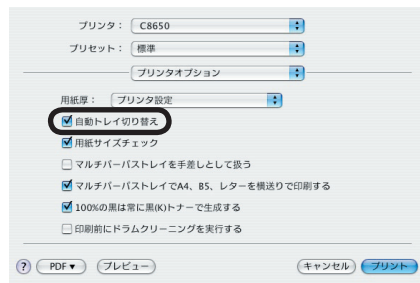 プリンタ： C8650
プリセット： 標準
プリンタオプション
用紙厚： プリンタ設定
自動トレイ切り替え
用紙サイズチェック
マルチパーパストレイを手差しとして扱う
マルチパーパストレイでA4、B5、レターを横送りで印刷する
100%の黒は常に黒(K)トナーで生成する
印刷前にドラムクリーニングを実行する
? PDF▼ プレビュー キャンセル プリント